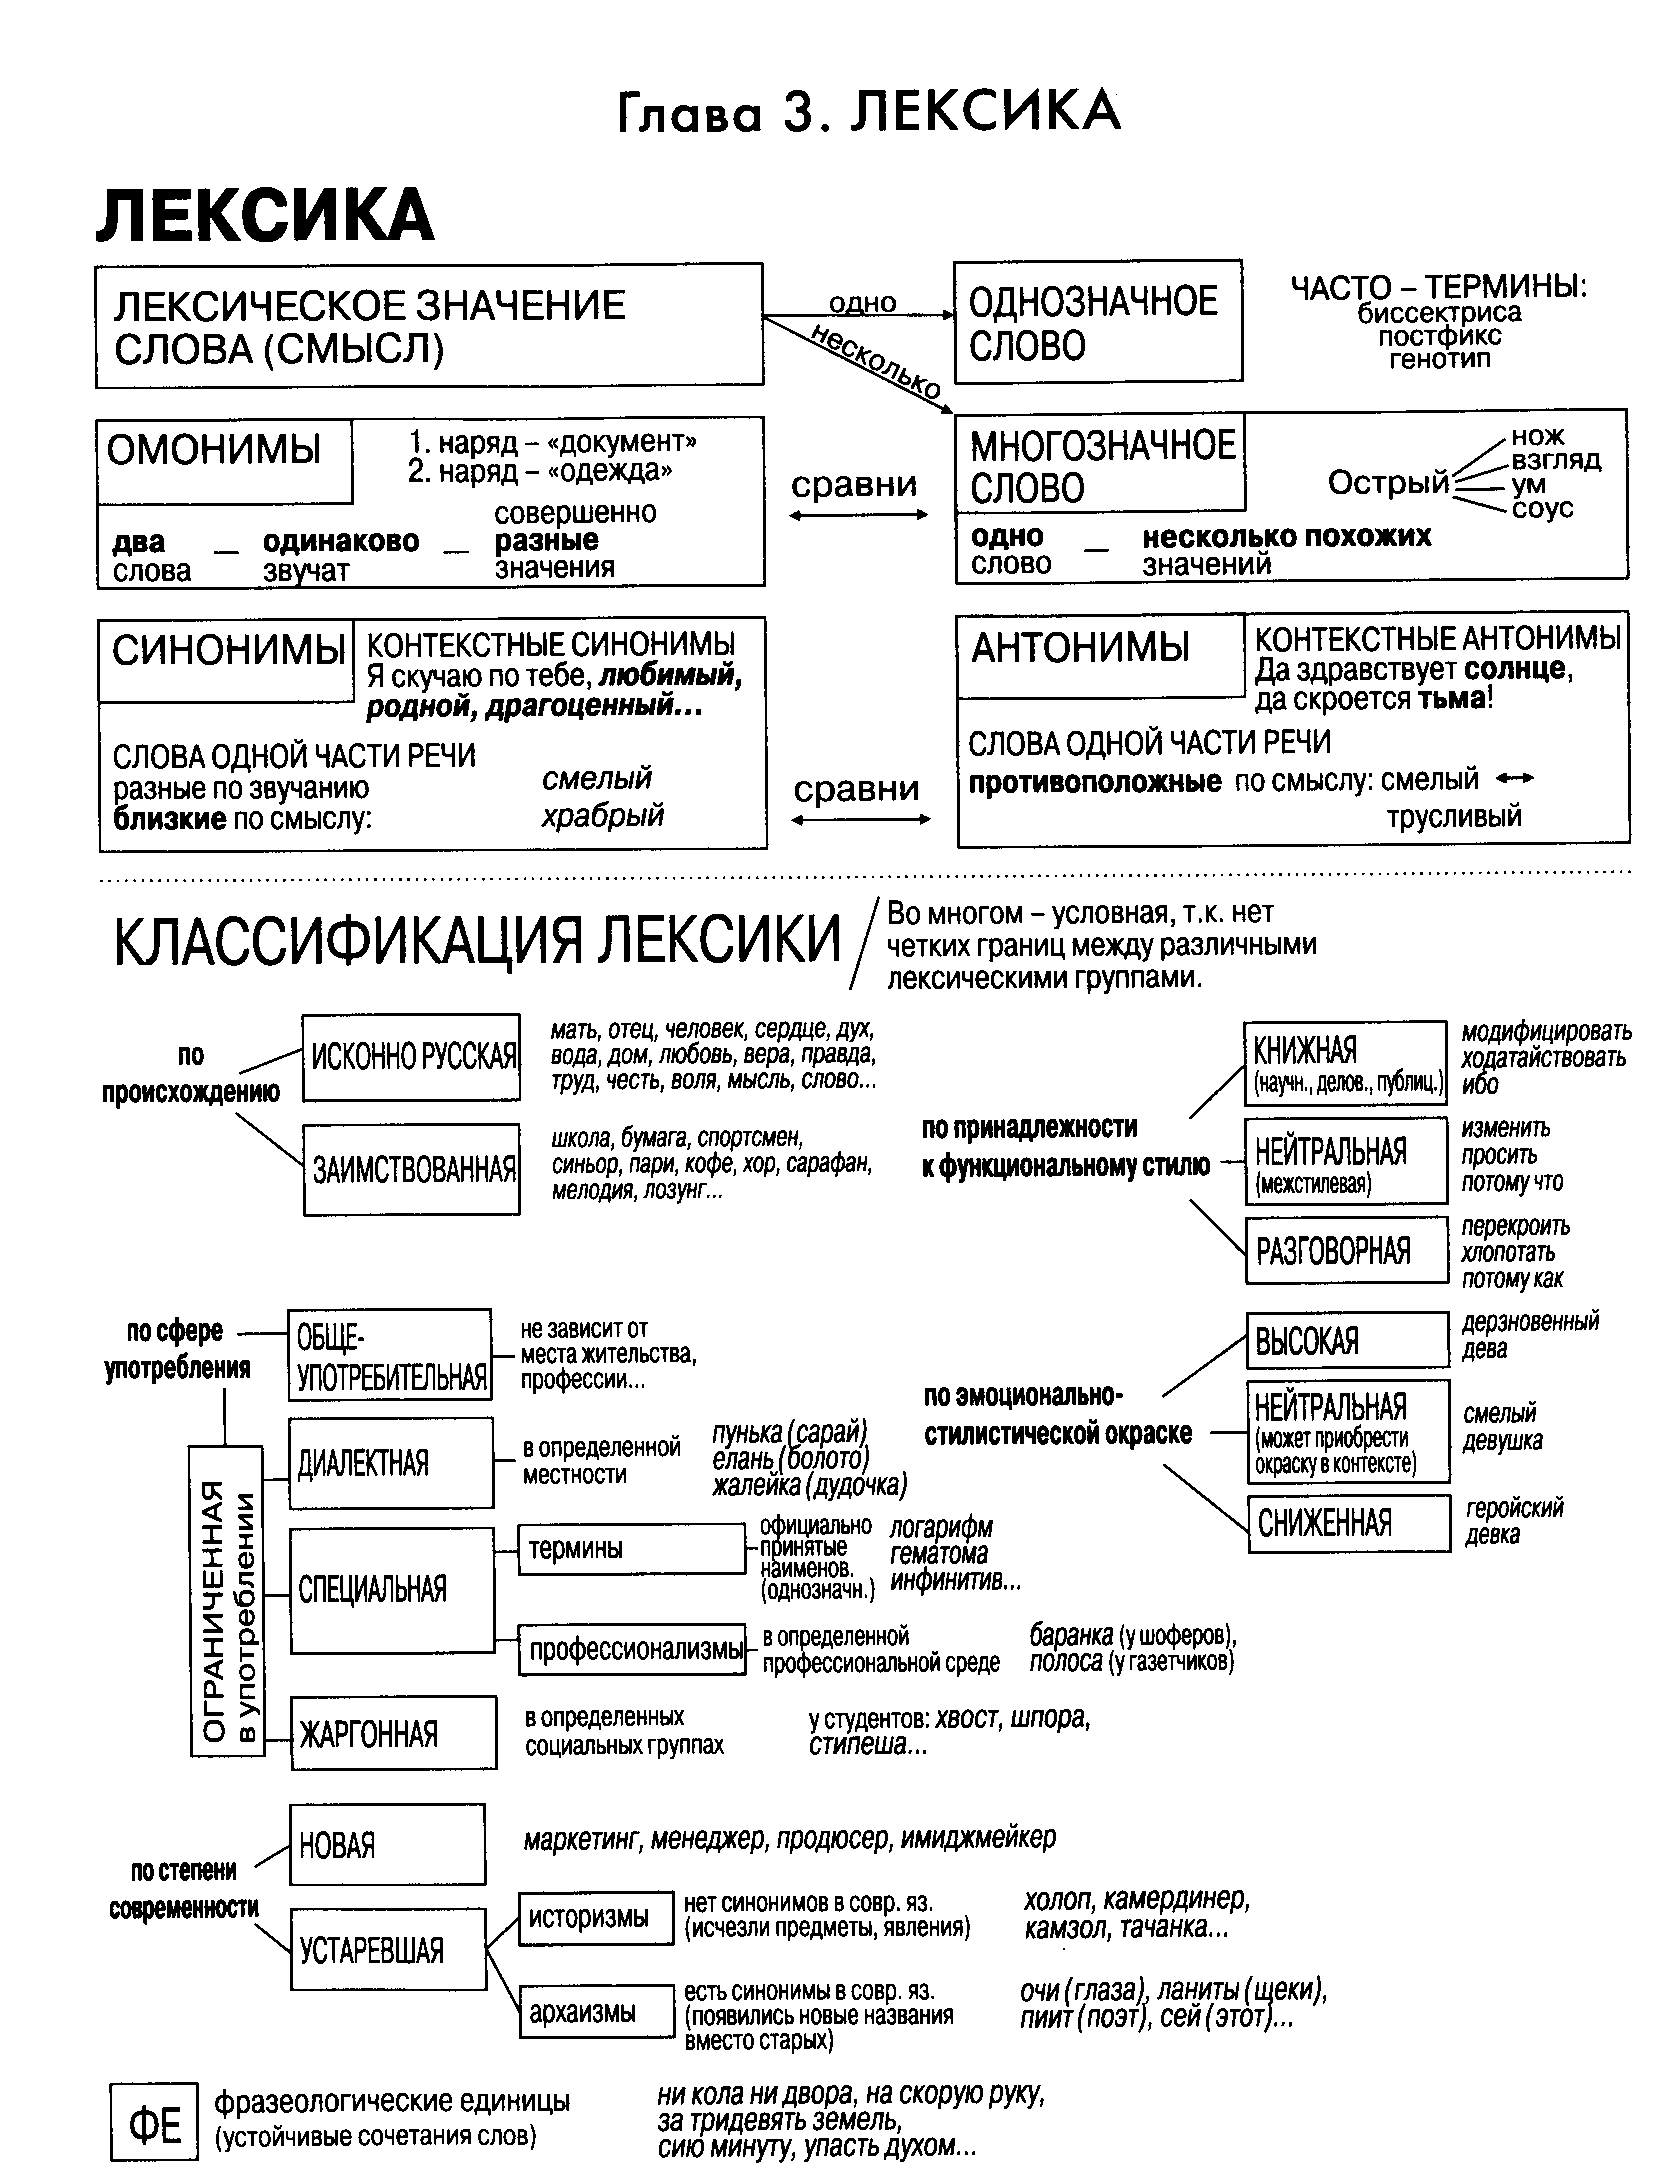 Глава 3. ЛЕКСИКА
ЛЕКСИКА
ЛЕКСИЧЕСКОЕ ЗНАЧЕНИЕ
СЛОВА (СМЫСЛ)
одно
несколько
ОДНОЗНАЧНОЕ
СЛОВО
ЧАСТО – ТЕРМИНЫ:
биссектриса
постфикс
генотип
ОМОНИМЫ
1. наряд – «документ»
2. наряд – «одежда»
совершенно
два — одинаково — разные
слова звучат значения
сравни
МНОГОЗНАЧНОЕ
СЛОВО
Острый
нож
взгляд
ум
соус
одно — несколько похожих
слово значений
СИНОНИМЫ
КОНТЕКСТНЫЕ СИНОНИМЫ
Я скучаю по тебе, любимый,
родной, драгоценный...
СЛОВА ОДНОЙ ЧАСТИ РЕЧИ
разные по звучанию смелый
близкие по смыслу: храбрый
сравни
АНТОНИМЫ
КОНТЕКСТНЫЕ АНТОНИМЫ
Да здравствует солнце,
да скроется тьма!
СЛОВА ОДНОЙ ЧАСТИ РЕЧИ
противоположные по смыслу: смелый ↔
трусливый
КЛАССИФИКАЦИЯ ЛЕКСИКИ
Во многом – условная, т.к. нет
четких границ между различными
лексическими группами.
по
происхождению
ИСКОННО РУССКАЯ
мать, отец, человек, сердце, дух,
вода, дом, любовь, вера, правда,
труд, честь, воля, мысль, слово...
ЗАИМСТВОВАННАЯ
школа, бумага, спортсмен,
синьор, пари, кофе, хор, сарафан,
мелодия, лозунг...
по принадлежности
к функциональному стилю
КНИЖНАЯ
(научн., делов., публиц.)
модифицировать
ходатайствовать
ибо
НЕЙТРАЛЬНАЯ
(межстилевая)
изменить
просить
потому что
РАЗГОВОРНАЯ
перекроить
хлопотать
потому как
по сфере
употребления
ОБЩЕ-
УПОТРЕБИТЕЛЬНАЯ
не зависит от
места жительства,
профессии...
ОГРАНИЧЕННАЯ
в употреблении
ДИАЛЕКТНАЯ
в определенной
местности
пунька (сарай)
елань (болото)
жалейка (дудочка)
СПЕЦИАЛЬНАЯ
термины
официально
принятые
наименов.
(однозначн.)
логарифм
гематома
инфинитив...
профессионализмы
в определенной
профессиональной среде
баранка (у шоферов),
полоса (у газетчиков)
ЖАРГОННАЯ
в определенных
социальных группах
у студентов: хвост, шпора,
стипеша...
по эмоционально-
стилистической окраске
ВЫСОКАЯ
дерзновенный
дева
НЕЙТРАЛЬНАЯ
(может приобрести
окраску в контексте)
смелый
девушка
СНИЖЕННАЯ
геройский
девка
по степени
современности
НОВАЯ
маркетинг, менеджер, продюсер, имиджмейкер
УСТАРЕВШАЯ
историзмы
нет синонимов в совр. яз.
(исчезли предметы, явления)
холоп, камердинер,
камзол, тачанка...
архаизмы
есть синонимы в совр. яз.
(появились новые названия
вместо старых)
очи (глаза), ланиты (щеки),
пиит (поэт), сей (этот)...
ФЕ
фразеологические единицы
(устойчивые сочетания слов)
ни кола ни двора, на скорую руку,
за тридевять земель,
сию минуту, упасть духом...